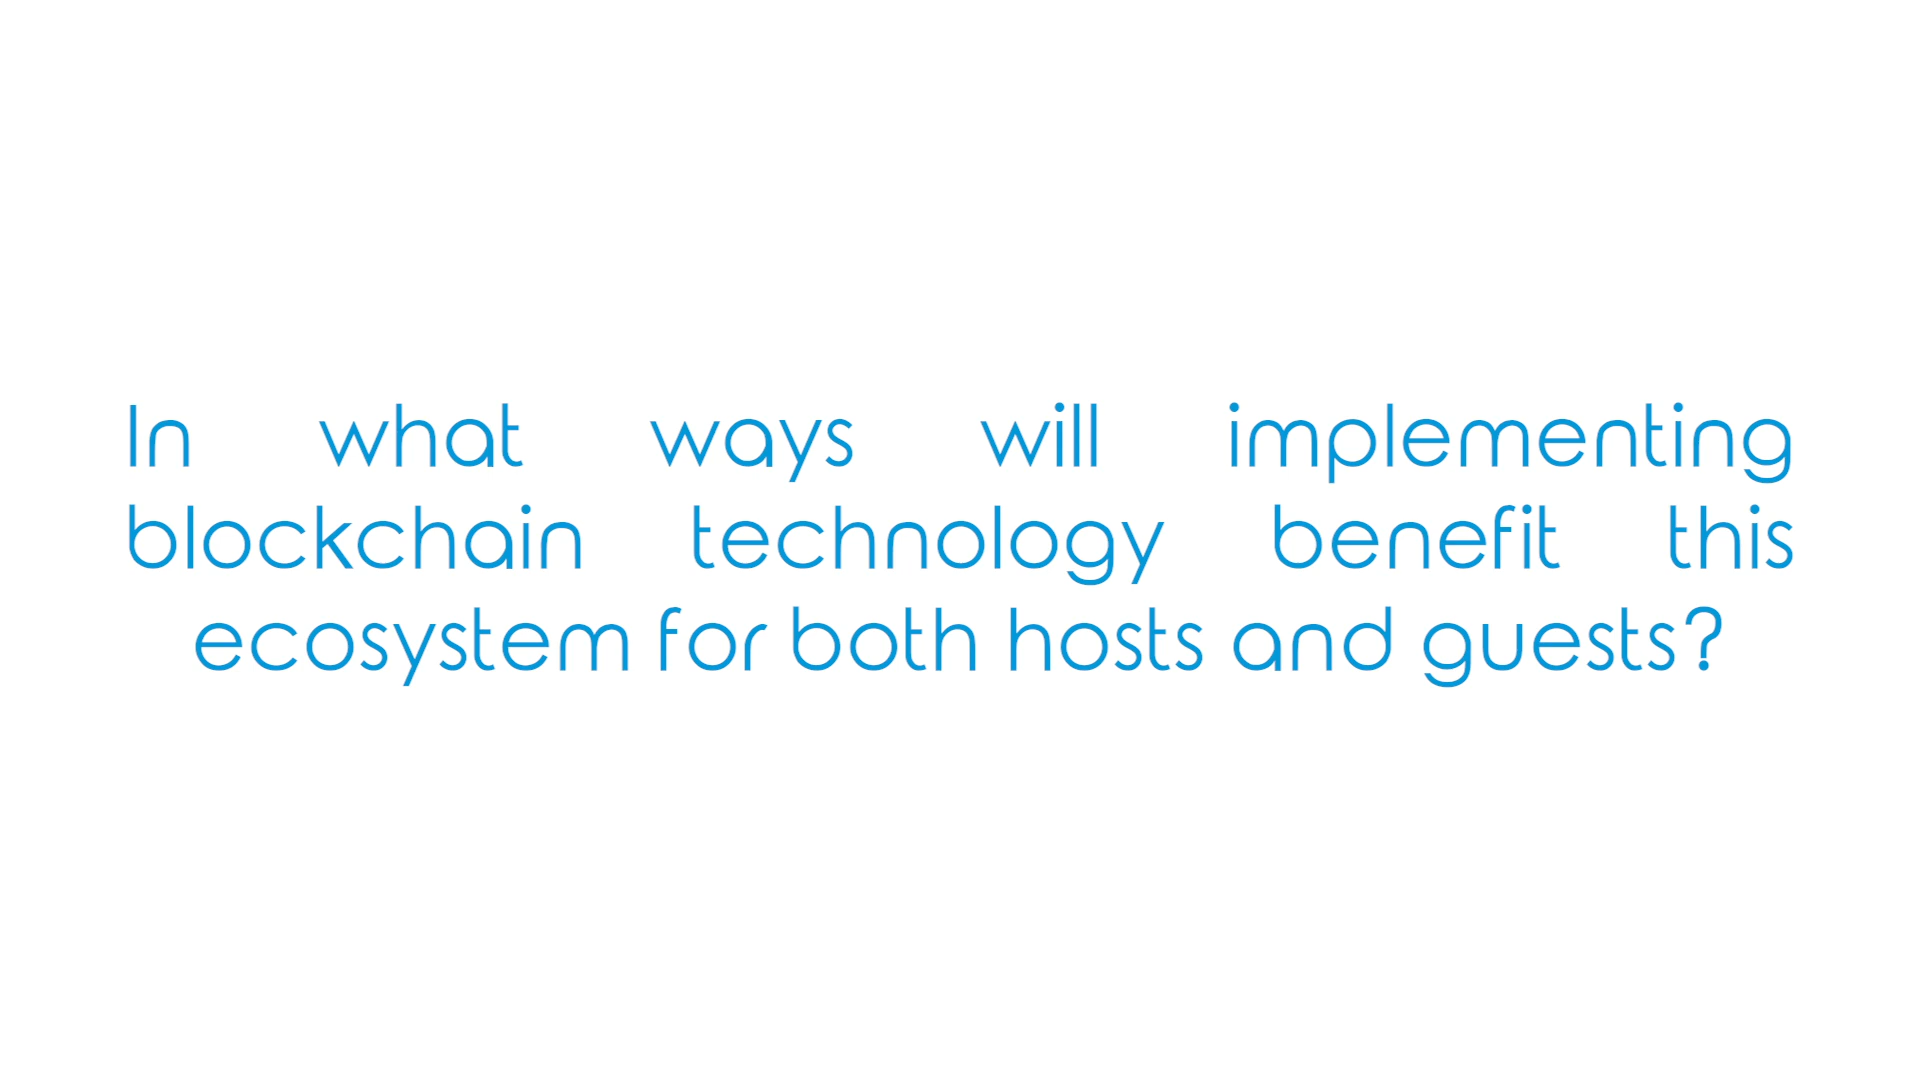 In what ways will implementing
blockchain technology benefit this
ecosystem for both hosts and guests?